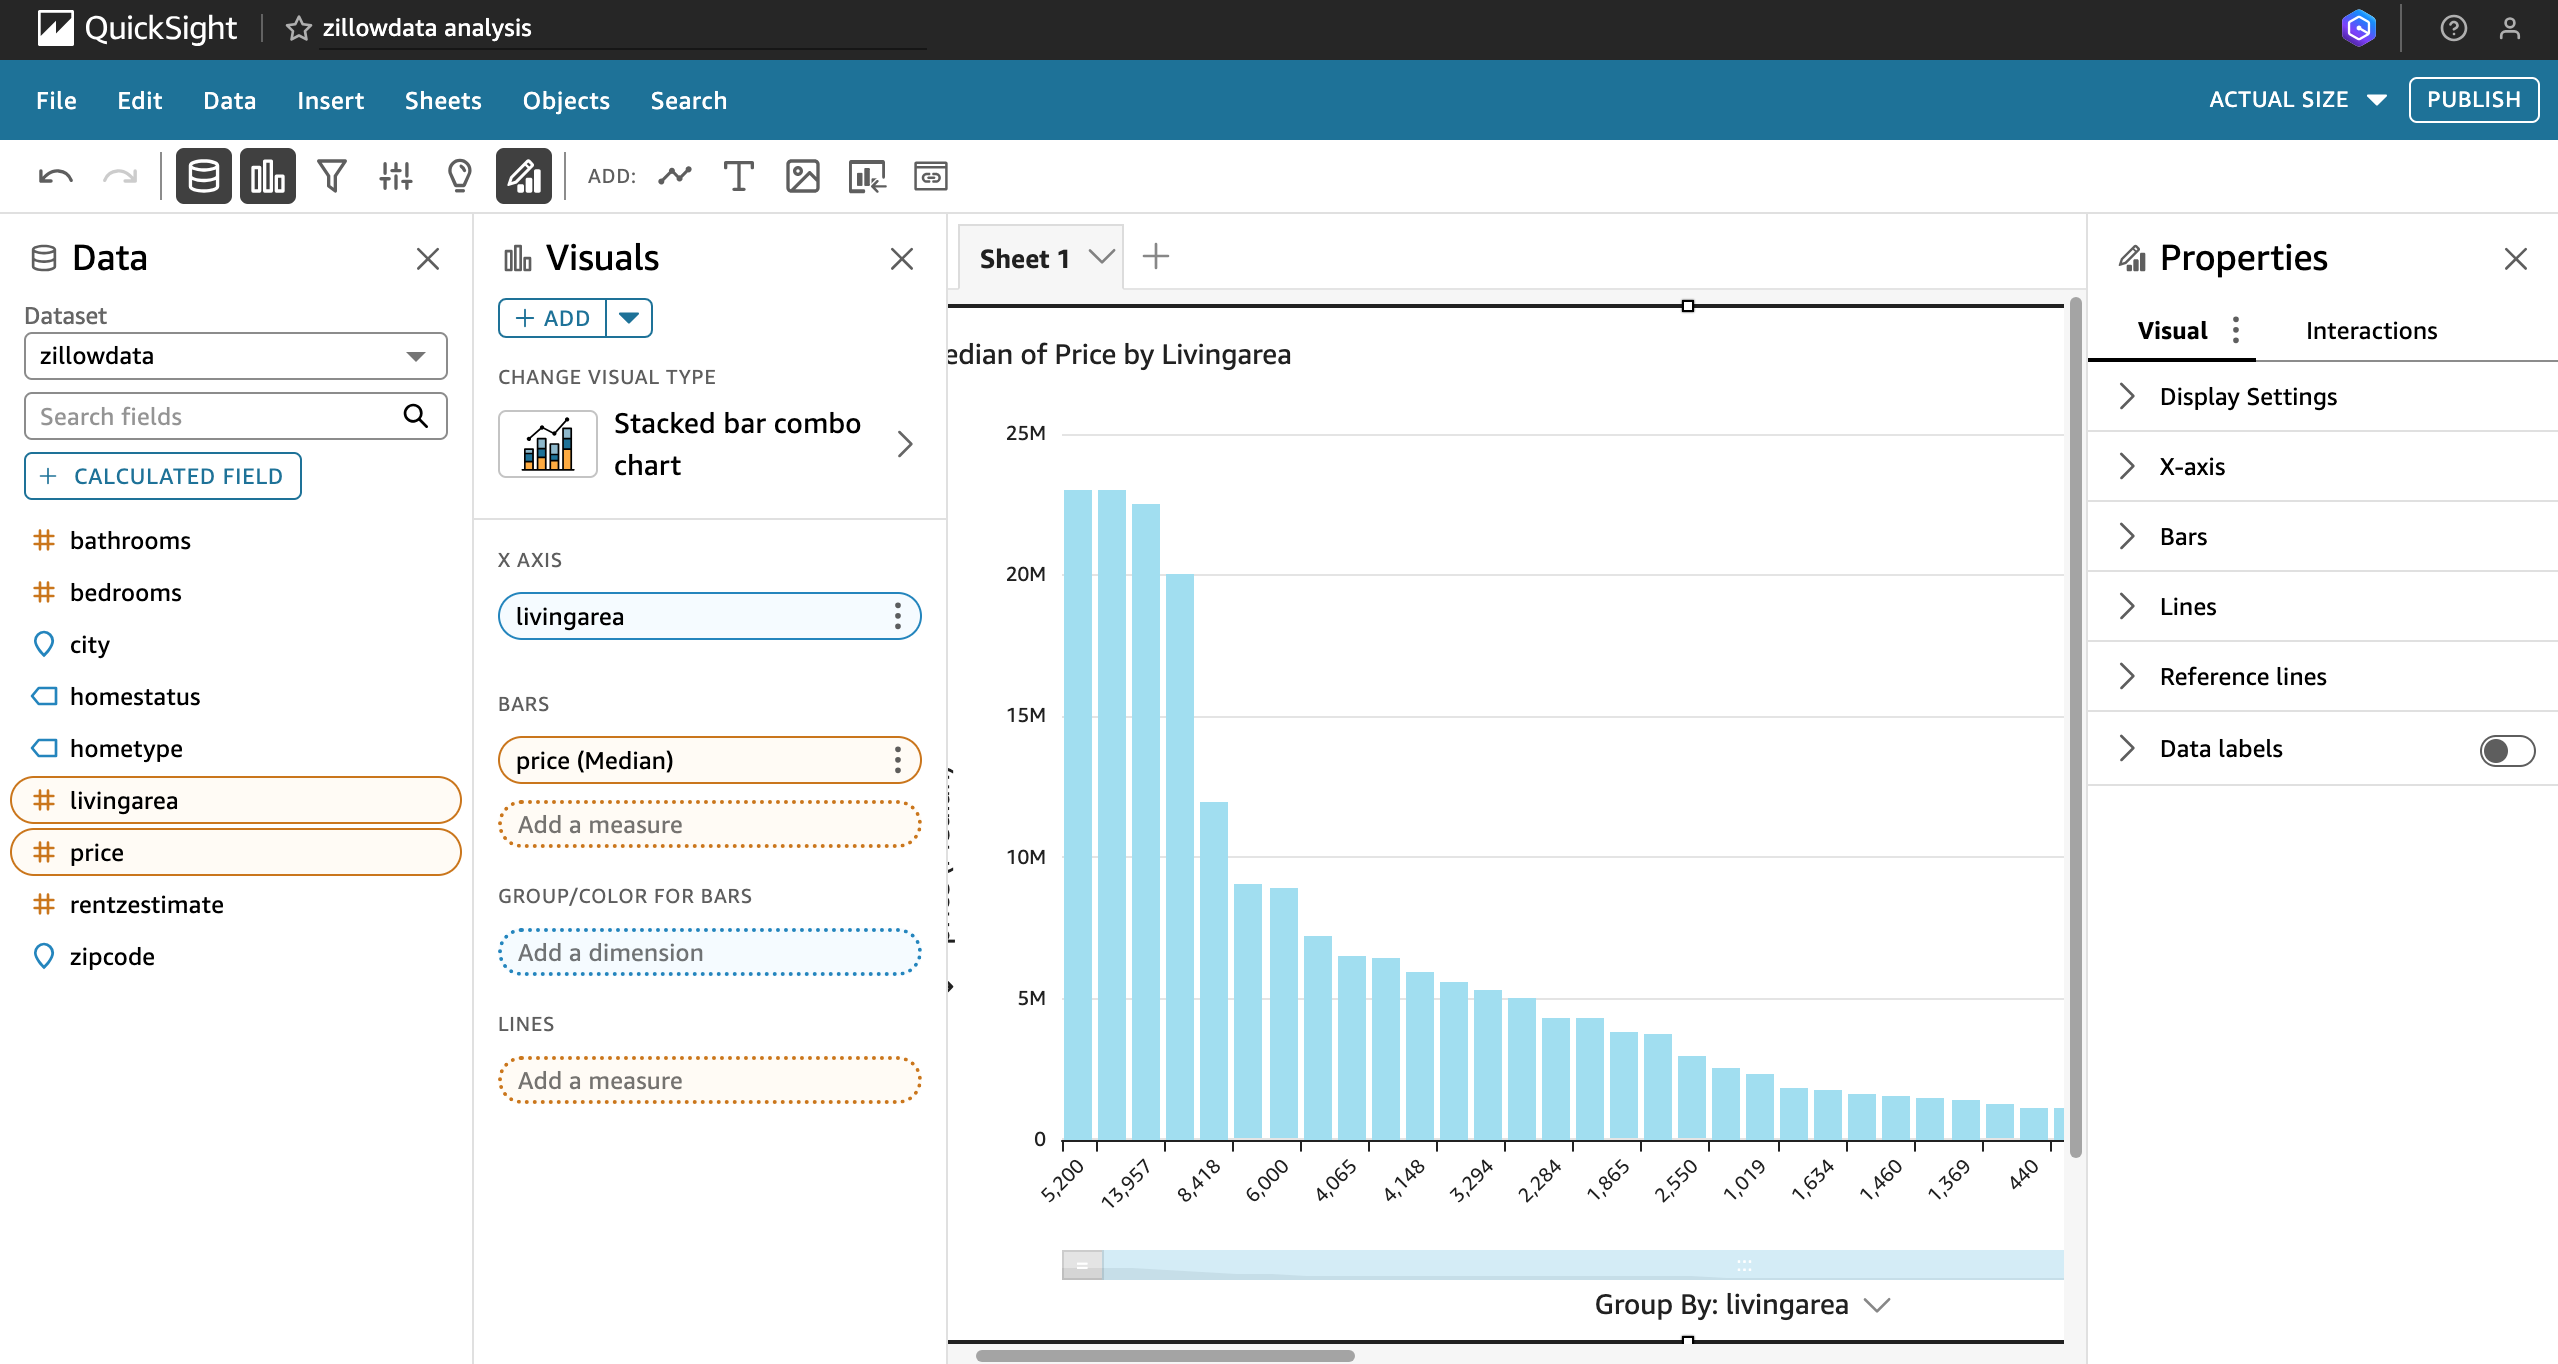 QuickSight
zillowdata analysis
File Edit Data Insert Sheets Objects Search
ACTUAL SIZE
PUBLISH
ADD:
Data
Dataset
zillowdata
Search fields
CALCULATED FIELD
bathrooms
bedrooms
city
homestatus
hometype
livingarea
price
rentzestimate
zipcode
Visuals
ADD
CHANGE VISUAL TYPE
Stacked bar combo
chart
X AXIS
livingarea
BARS
price (Median)
Add a measure
GROUP/COLOR FOR BARS
Add a dimension
LINES
Add a measure
Sheet 1
edian of Price by Livingarea
25M
20M
15M
10M
5M
0
5,200 13,957 8,418 6,000 4,065 4,148 3,294 2,284 1,865 2,550 1,019 1,634 1,460 1,369 440
Group By: livingarea
Properties
Visual Interactions
Display Settings
X-axis
Bars
Lines
Reference lines
Data labels